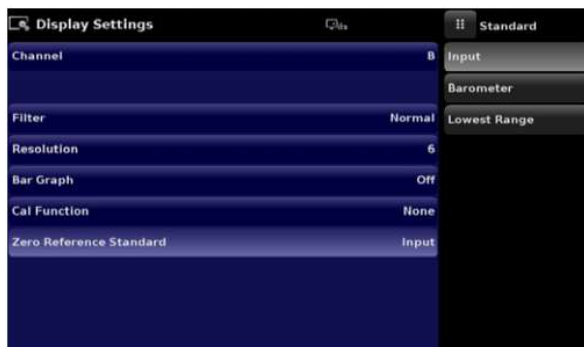 Display Settings
Standard
Channel B
Input
Barometer
Filter Normal
Lowest Range
Resolution 6
Bar Graph Off
Cal Function None
Zero Reference Standard Input